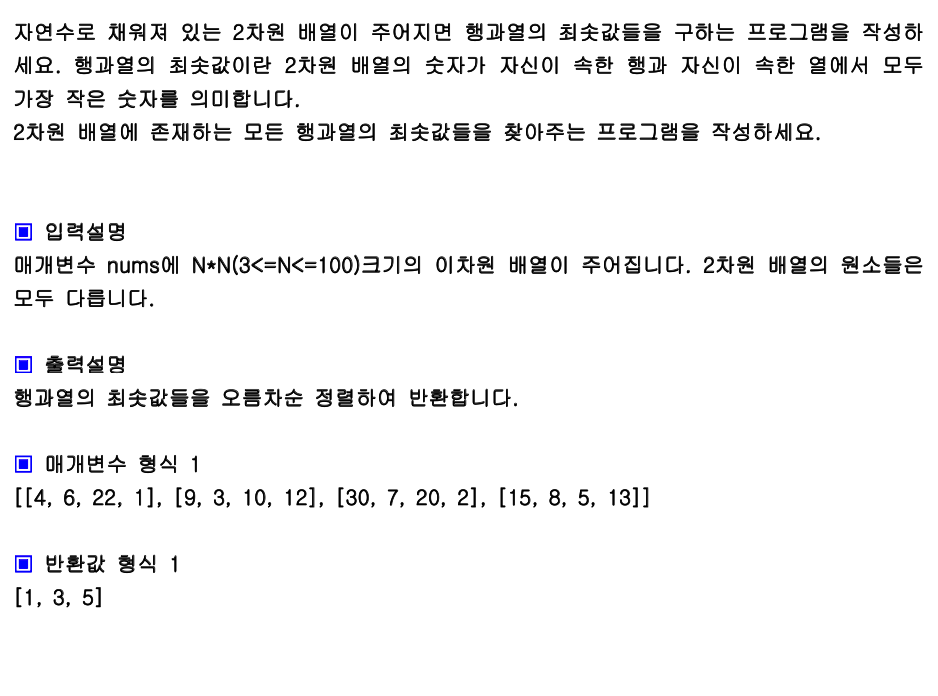 자연수로 채워져 있는 2차원 배열이 주어지면 행과열의 최솟값들을 구하는 프로그램을 작성하
세요. 행과열의 최솟값이란 2차원 배열의 숫자가 자신이 속한 행과 자신이 속한 열에서 모두
가장 작은 숫자를 의미합니다.
2차원 배열에 존재하는 모든 행과열의 최솟값들을 찾아주는 프로그램을 작성하세요.
▣ 입력설명
매개변수 nums에 N*N(3<=N<=100)크기의 이차원 배열이 주어집니다. 2차원 배열의 원소들은
모두 다릅니다.
▣ 출력설명
행과열의 최솟값들을 오름차순 정렬하여 반환합니다.
▣ 매개변수 형식 1
[[4, 6, 22, 1], [9, 3, 10, 12], [30, 7, 20, 2], [15, 8, 5, 13]]
▣ 반환값 형식 1
[1, 3, 5]